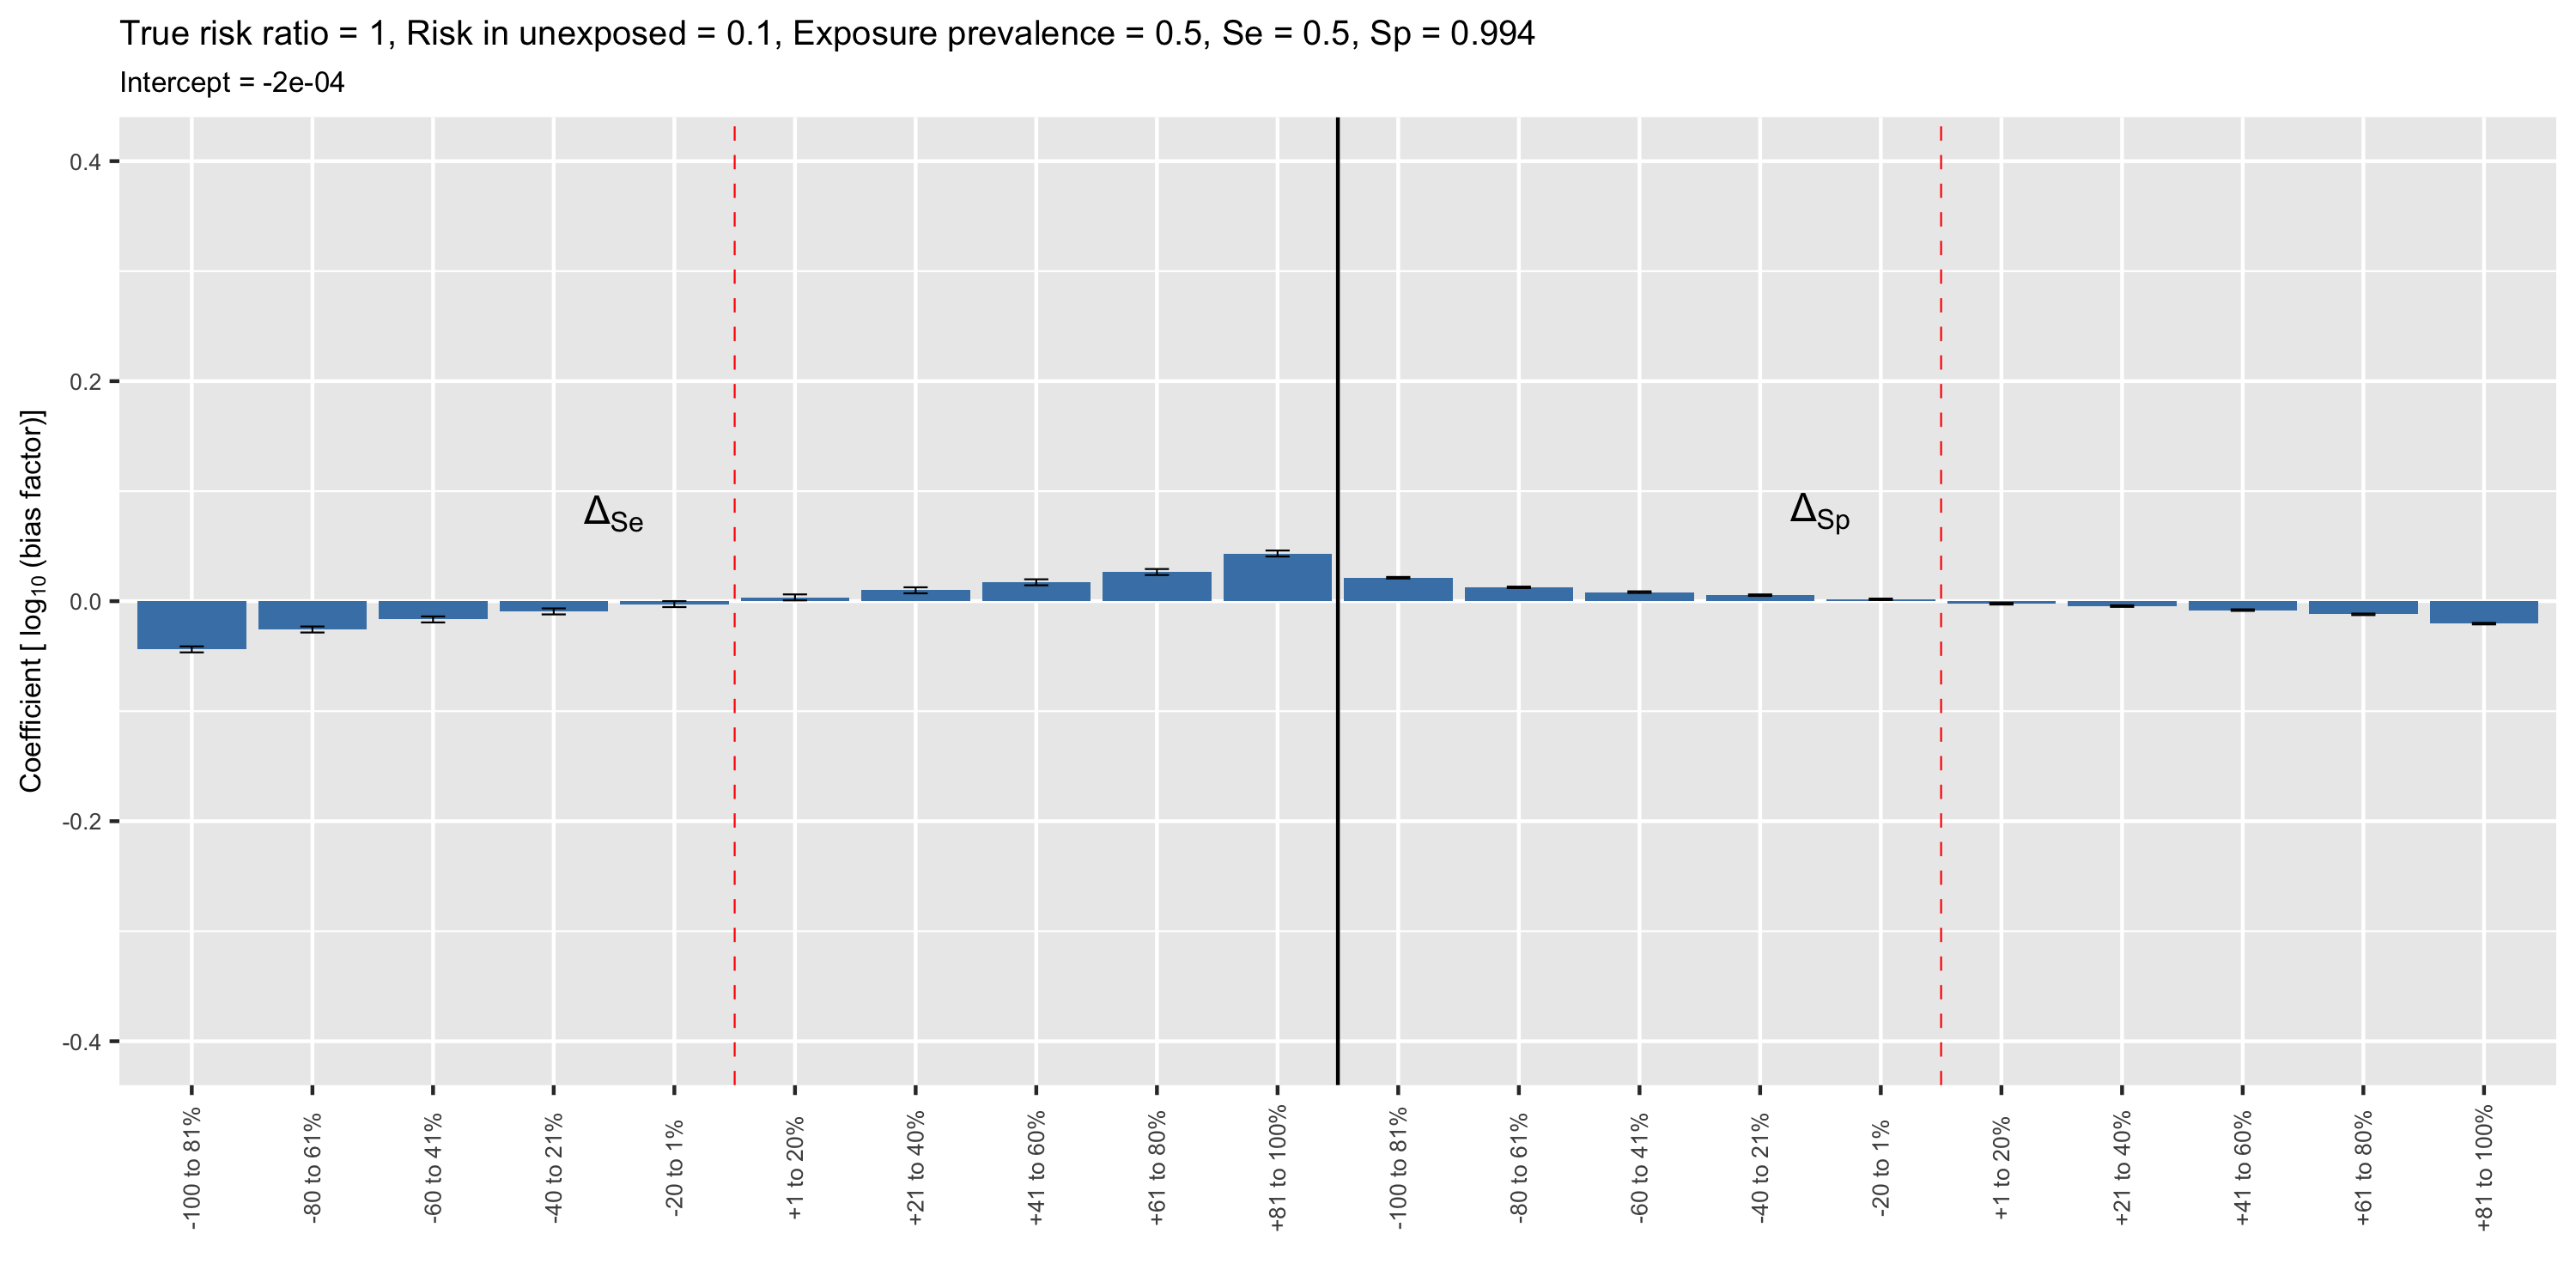 True risk ratio = 1, Risk in unexposed = 0.1, Exposure prevalence = 0.5, Se = 0.5, Sp = 0.994
Intercept = -2e-04
Coefficient [ log10 (bias factor)]
0.4
0.2
0.0
-0.2
-0.4
ΔSe
ΔSp
-100 to 81%
-80 to 61%
-60 to 41%
-40 to 21%
-20 to 1%
+1 to 20%
+21 to 40%
+41 to 60%
+61 to 80%
+81 to 100%
-100 to 81%
-80 to 61%
-60 to 41%
-40 to 21%
-20 to 1%
+1 to 20%
+21 to 40%
+41 to 60%
+61 to 80%
+81 to 100%